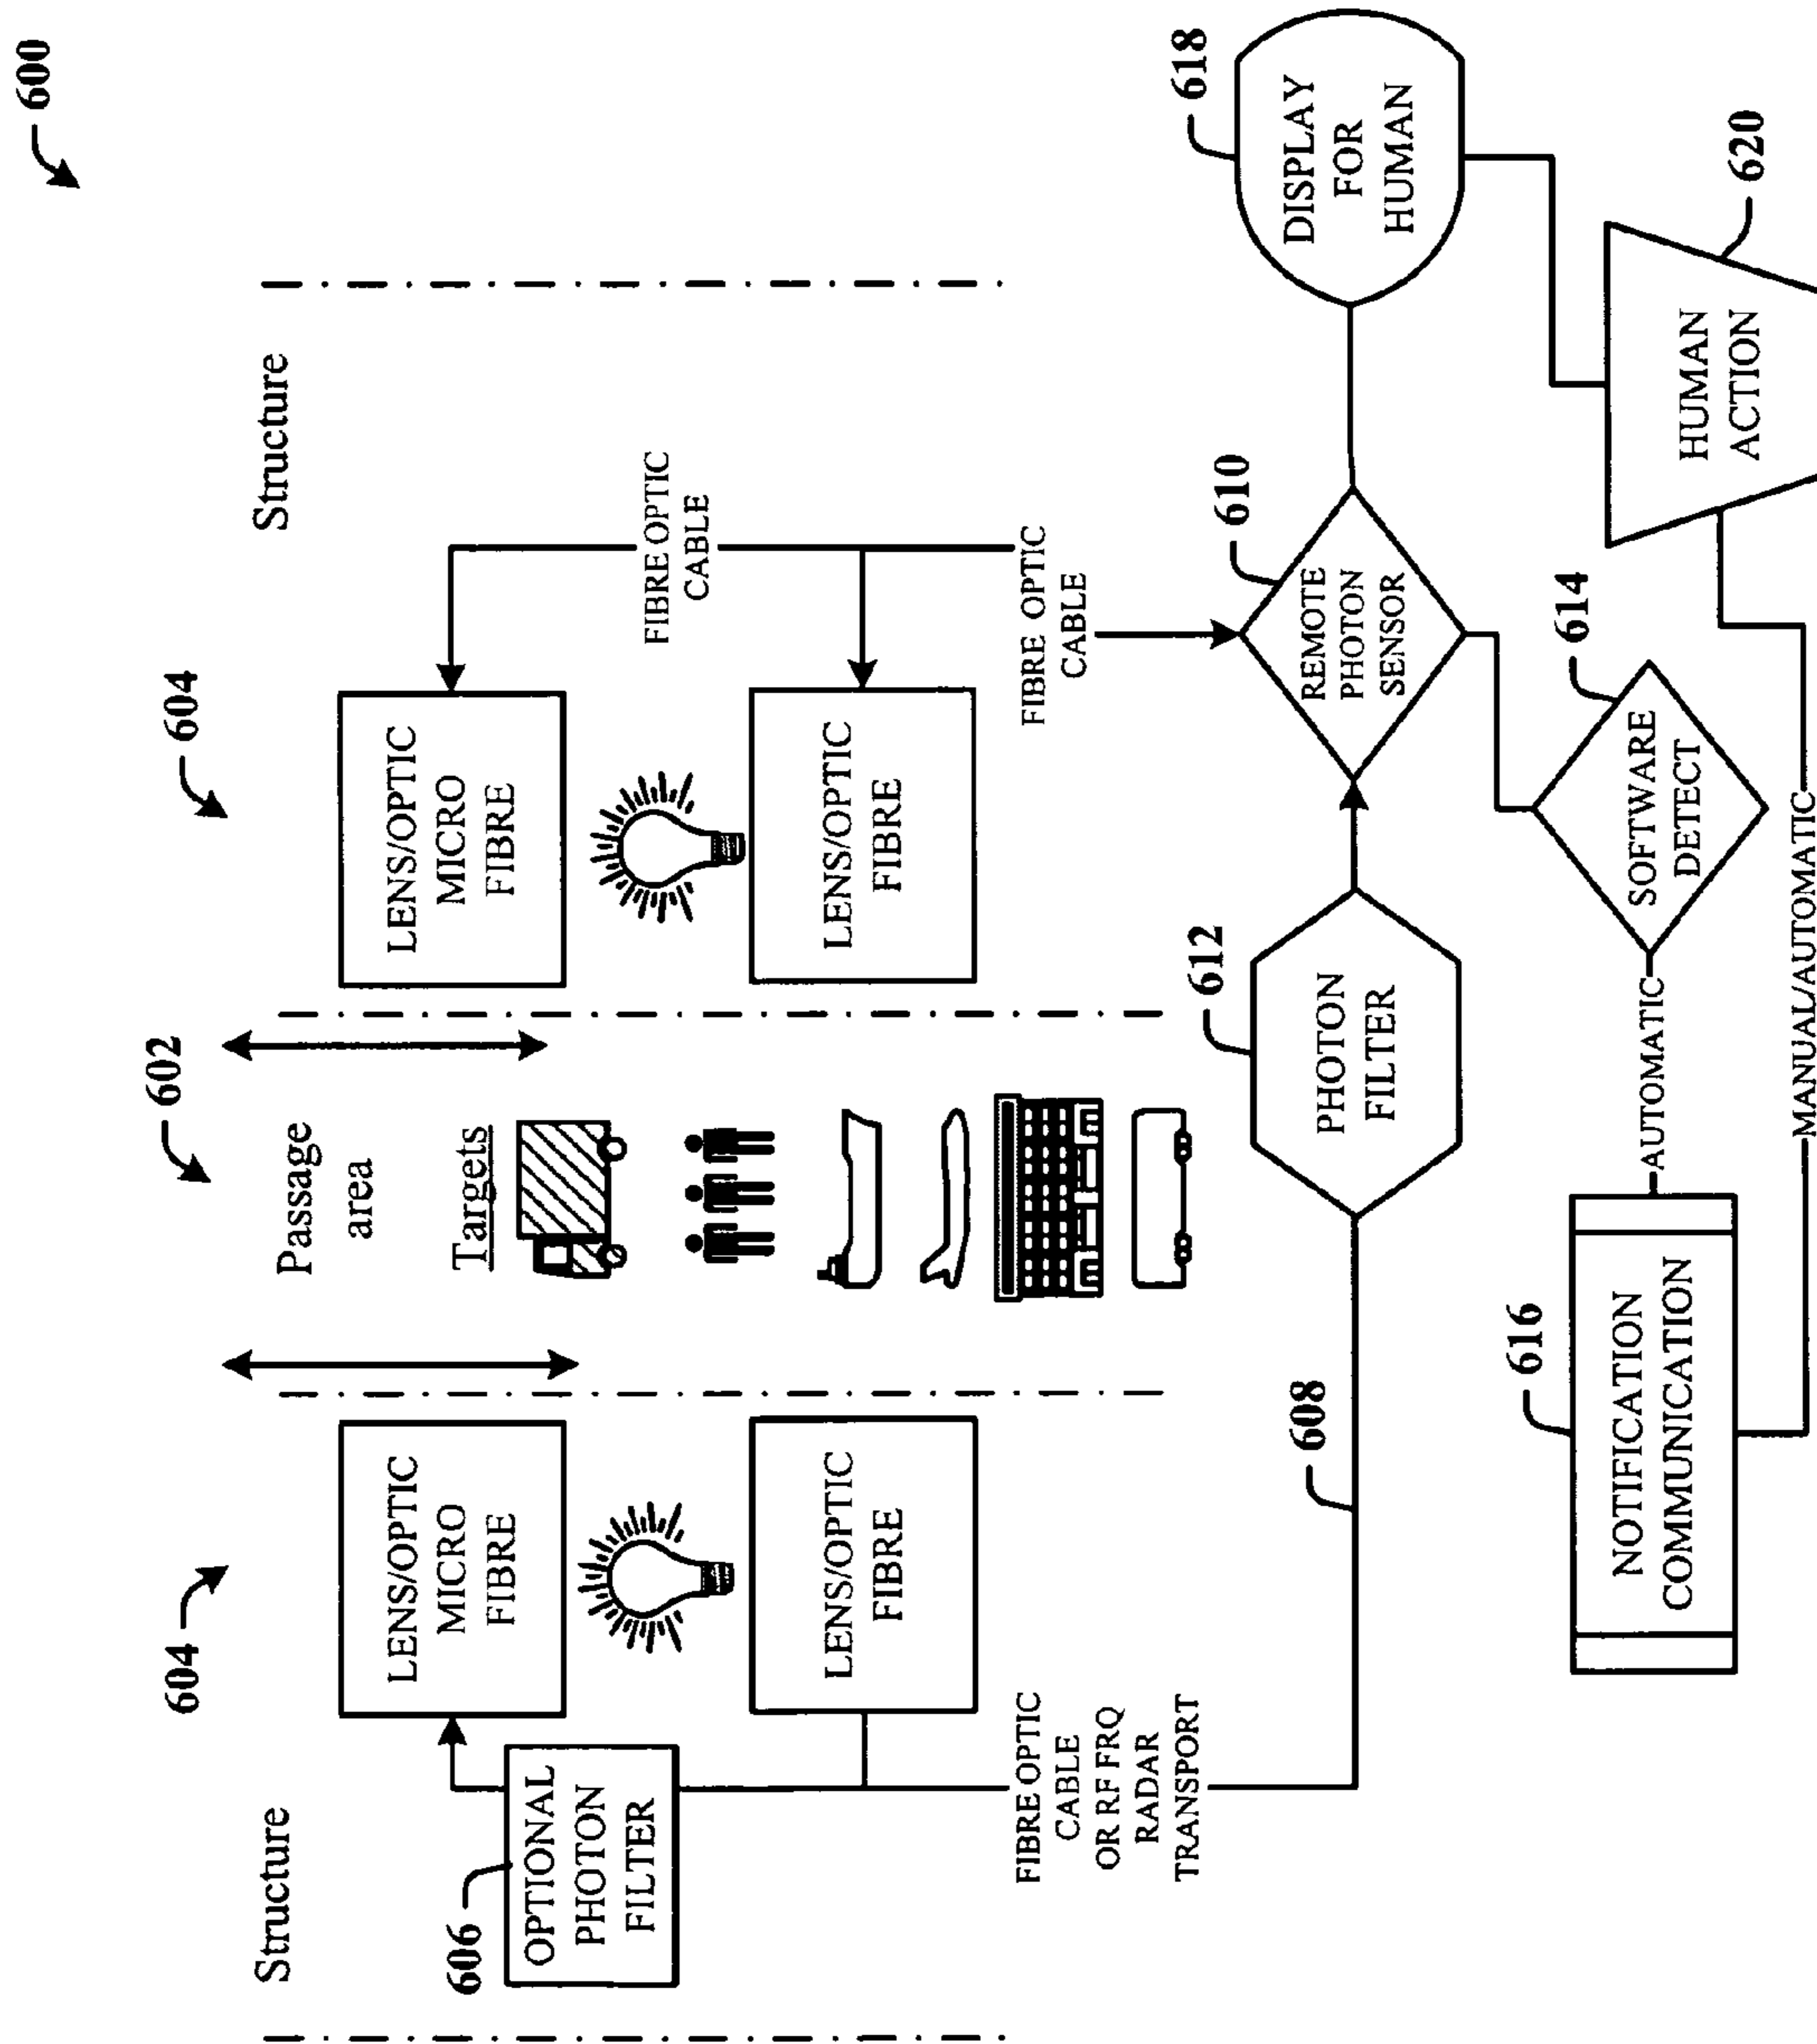 600
604
602
604
Structure
Passage
area
Structure
Targets
606
OPTIONAL
PHOTON
FILTER
LENS/OPTIC
MICRO
FIBRE
LENS/OPTIC
MICRO
FIBRE
FIBRE OPTIC
CABLE
LENS/OPTIC
FIBRE
LENS/OPTIC
FIBRE
FIBRE OPTIC
CABLE
OR RF FRQ
RADAR
TRANSPORT
FIBRE OPTIC
CABLE
608
612
610
618
PHOTON
FILTER
REMOTE
PHOTON
SENSOR
DISPLAY
FOR
HUMAN
616
614
620
NOTIFICATION
COMMUNICATION
AUTOMATIC
SOFTWARE
DETECT
HUMAN
ACTION
MANUAL/AUTOMATIC